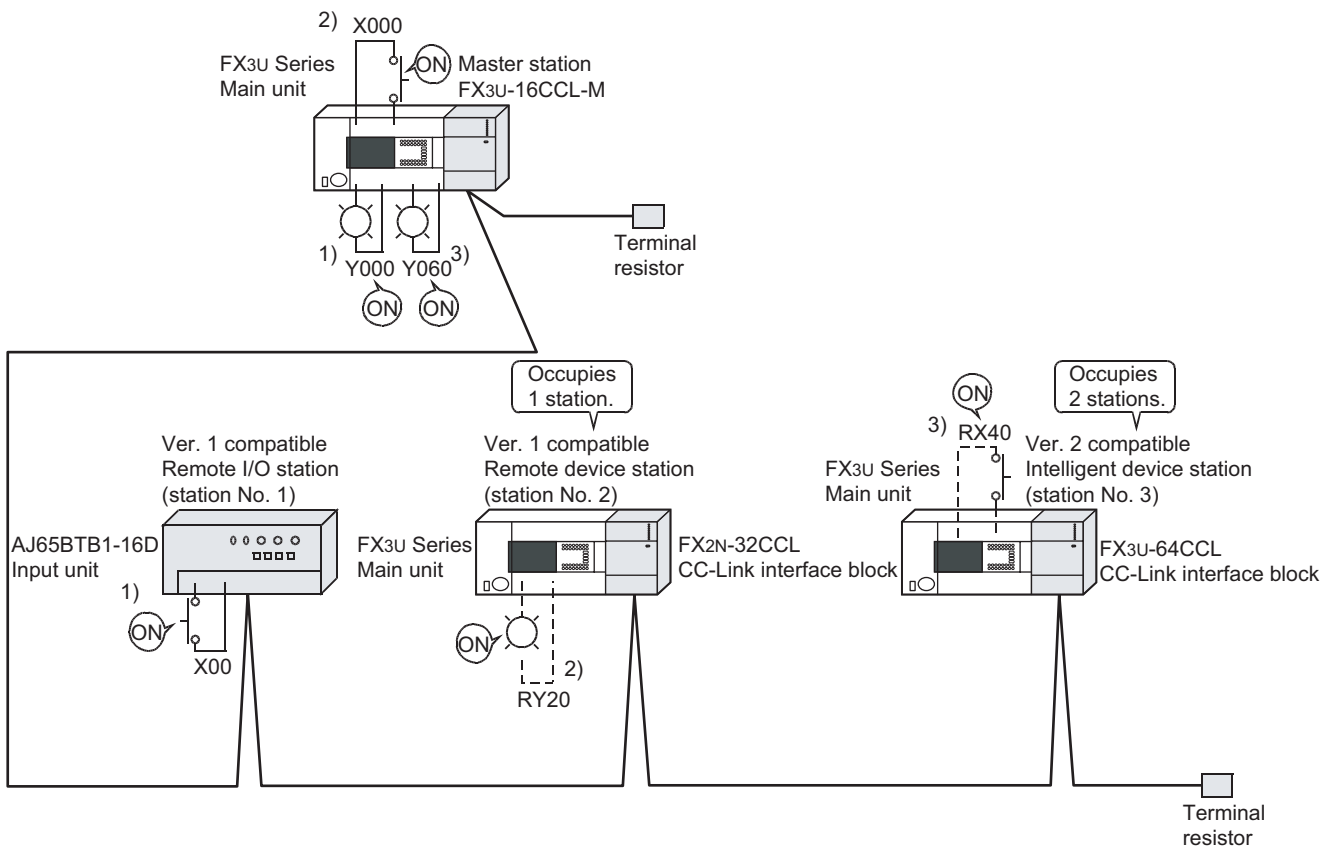 2) X000
FX3U Series
Main unit
ON
Master station
FX3U-16CCL-M
1)
Y000
Y060
3)
ON
ON
Terminal
resistor
Occupies
1 station.
Occupies
2 stations.
Ver. 1 compatible
Remote I/O station
(station No. 1)
Ver. 1 compatible
Remote device station
(station No. 2)
ON
3) RX40
Ver. 2 compatible
Intelligent device station
(station No. 3)
FX3U Series
Main unit
AJ65BTB1-16D
Input unit
FX3U Series
Main unit
FX2N-32CCL
CC-Link interface block
FX3U-64CCL
CC-Link interface block
1)
ON
X00
ON
2)
RY20
Terminal
resistor